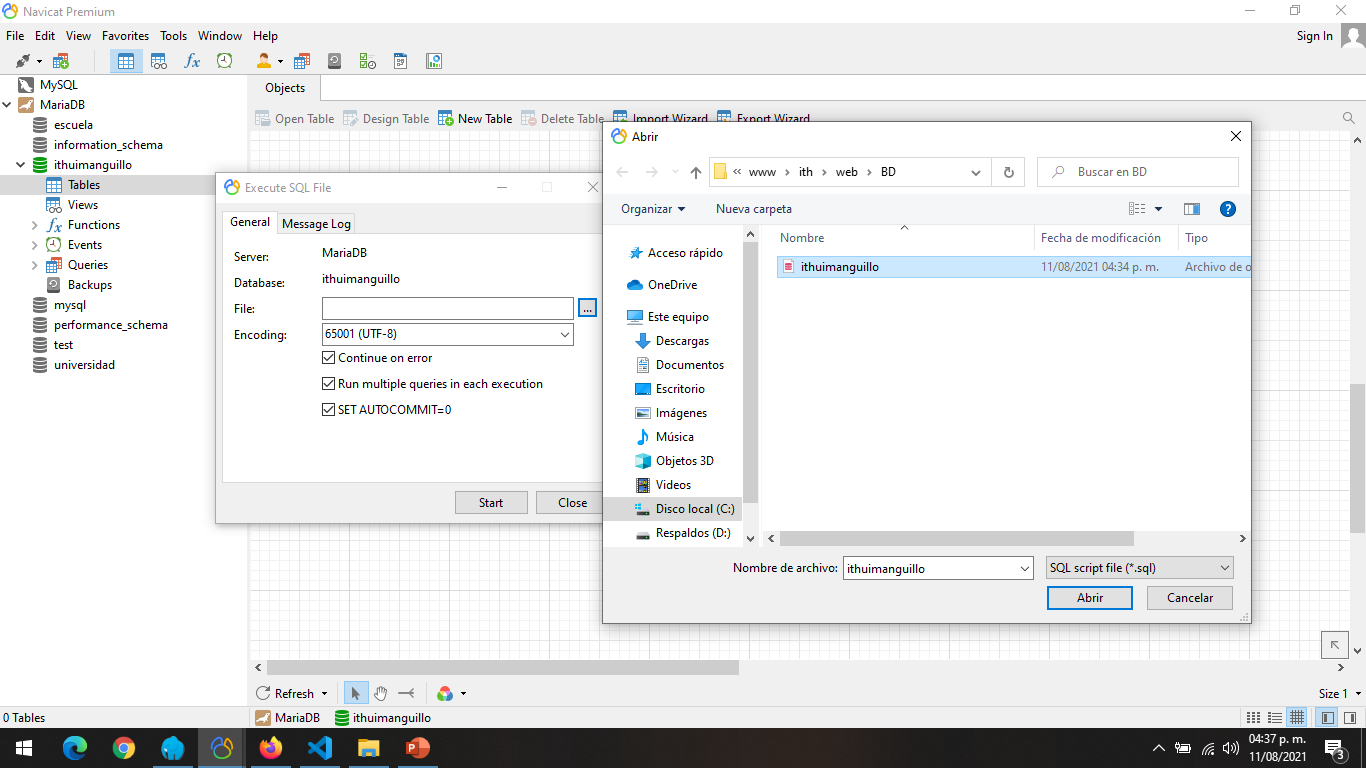 Navicat Premium
File Edit View Favorites Tools Window Help
Sign In
MySQL
MariaDB
escuela
information_schema
ithuimanguillo
Tables
Views
Functions
Events
Queries
Backups
mysql
performance_schema
test
universidad
Objects
Open Table Design Table New Table Delete Table Import Wizard Export Wizard
Execute SQL File
General Message Log
Server: MariaDB
Database: ithuimanguillo
File: ...
Encoding: 65001 (UTF-8)
Continue on error
Run multiple queries in each execution
SET AUTOCOMMIT=0
Start Close
Abrir
« www › ith › web › BD
Buscar en BD
Organizar Nueva carpeta
Acceso rápido
OneDrive
Este equipo
Descargas
Documentos
Escritorio
Imágenes
Música
Objetos 3D
Videos
Disco local (C:)
Respaldos (D:)
Nombre Fecha de modificación Tipo
ithuimanguillo 11/08/2021 04:34 p. m. Archivo de o
Nombre de archivo: ithuimanguillo SQL script file (*.sql)
Abrir Cancelar
Refresh
Size 1
0 Tables MariaDB ithuimanguillo
04:37 p. m.
11/08/2021
3